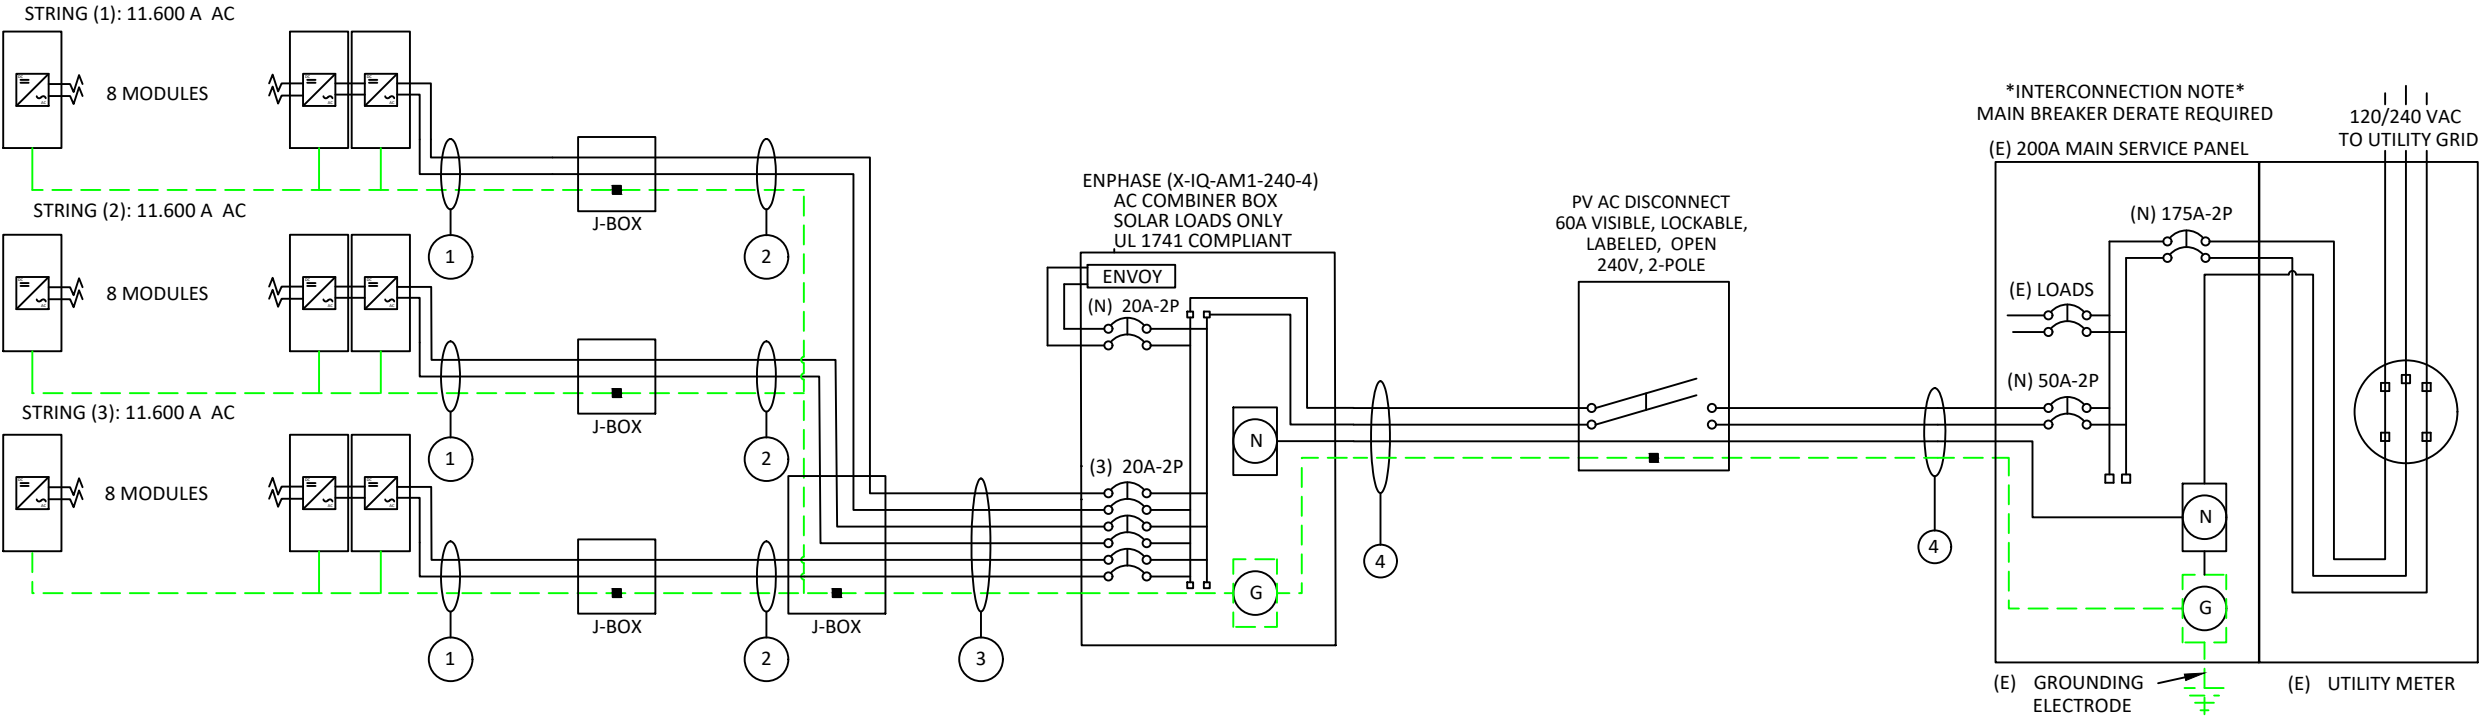 STRING (1): 11.600 A AC
8 MODULES
1
J-BOX
2
STRING (2): 11.600 A AC
8 MODULES
1
J-BOX
2
STRING (3): 11.600 A AC
8 MODULES
1
J-BOX
2
J-BOX
3
ENPHASE (X-IQ-AM1-240-4)
AC COMBINER BOX
SOLAR LOADS ONLY
UL 1741 COMPLIANT
ENVOY
(N) 20A-2P
N
(3) 20A-2P
G
4
PV AC DISCONNECT
60A VISIBLE, LOCKABLE,
LABELED, OPEN
240V, 2-POLE
4
*INTERCONNECTION NOTE*
MAIN BREAKER DERATE REQUIRED
(E) 200A MAIN SERVICE PANEL
(N) 175A-2P
(E) LOADS
(N) 50A-2P
N
G
(E) GROUNDING
ELECTRODE
120/240 VAC
TO UTILITY GRID
(E) UTILITY METER